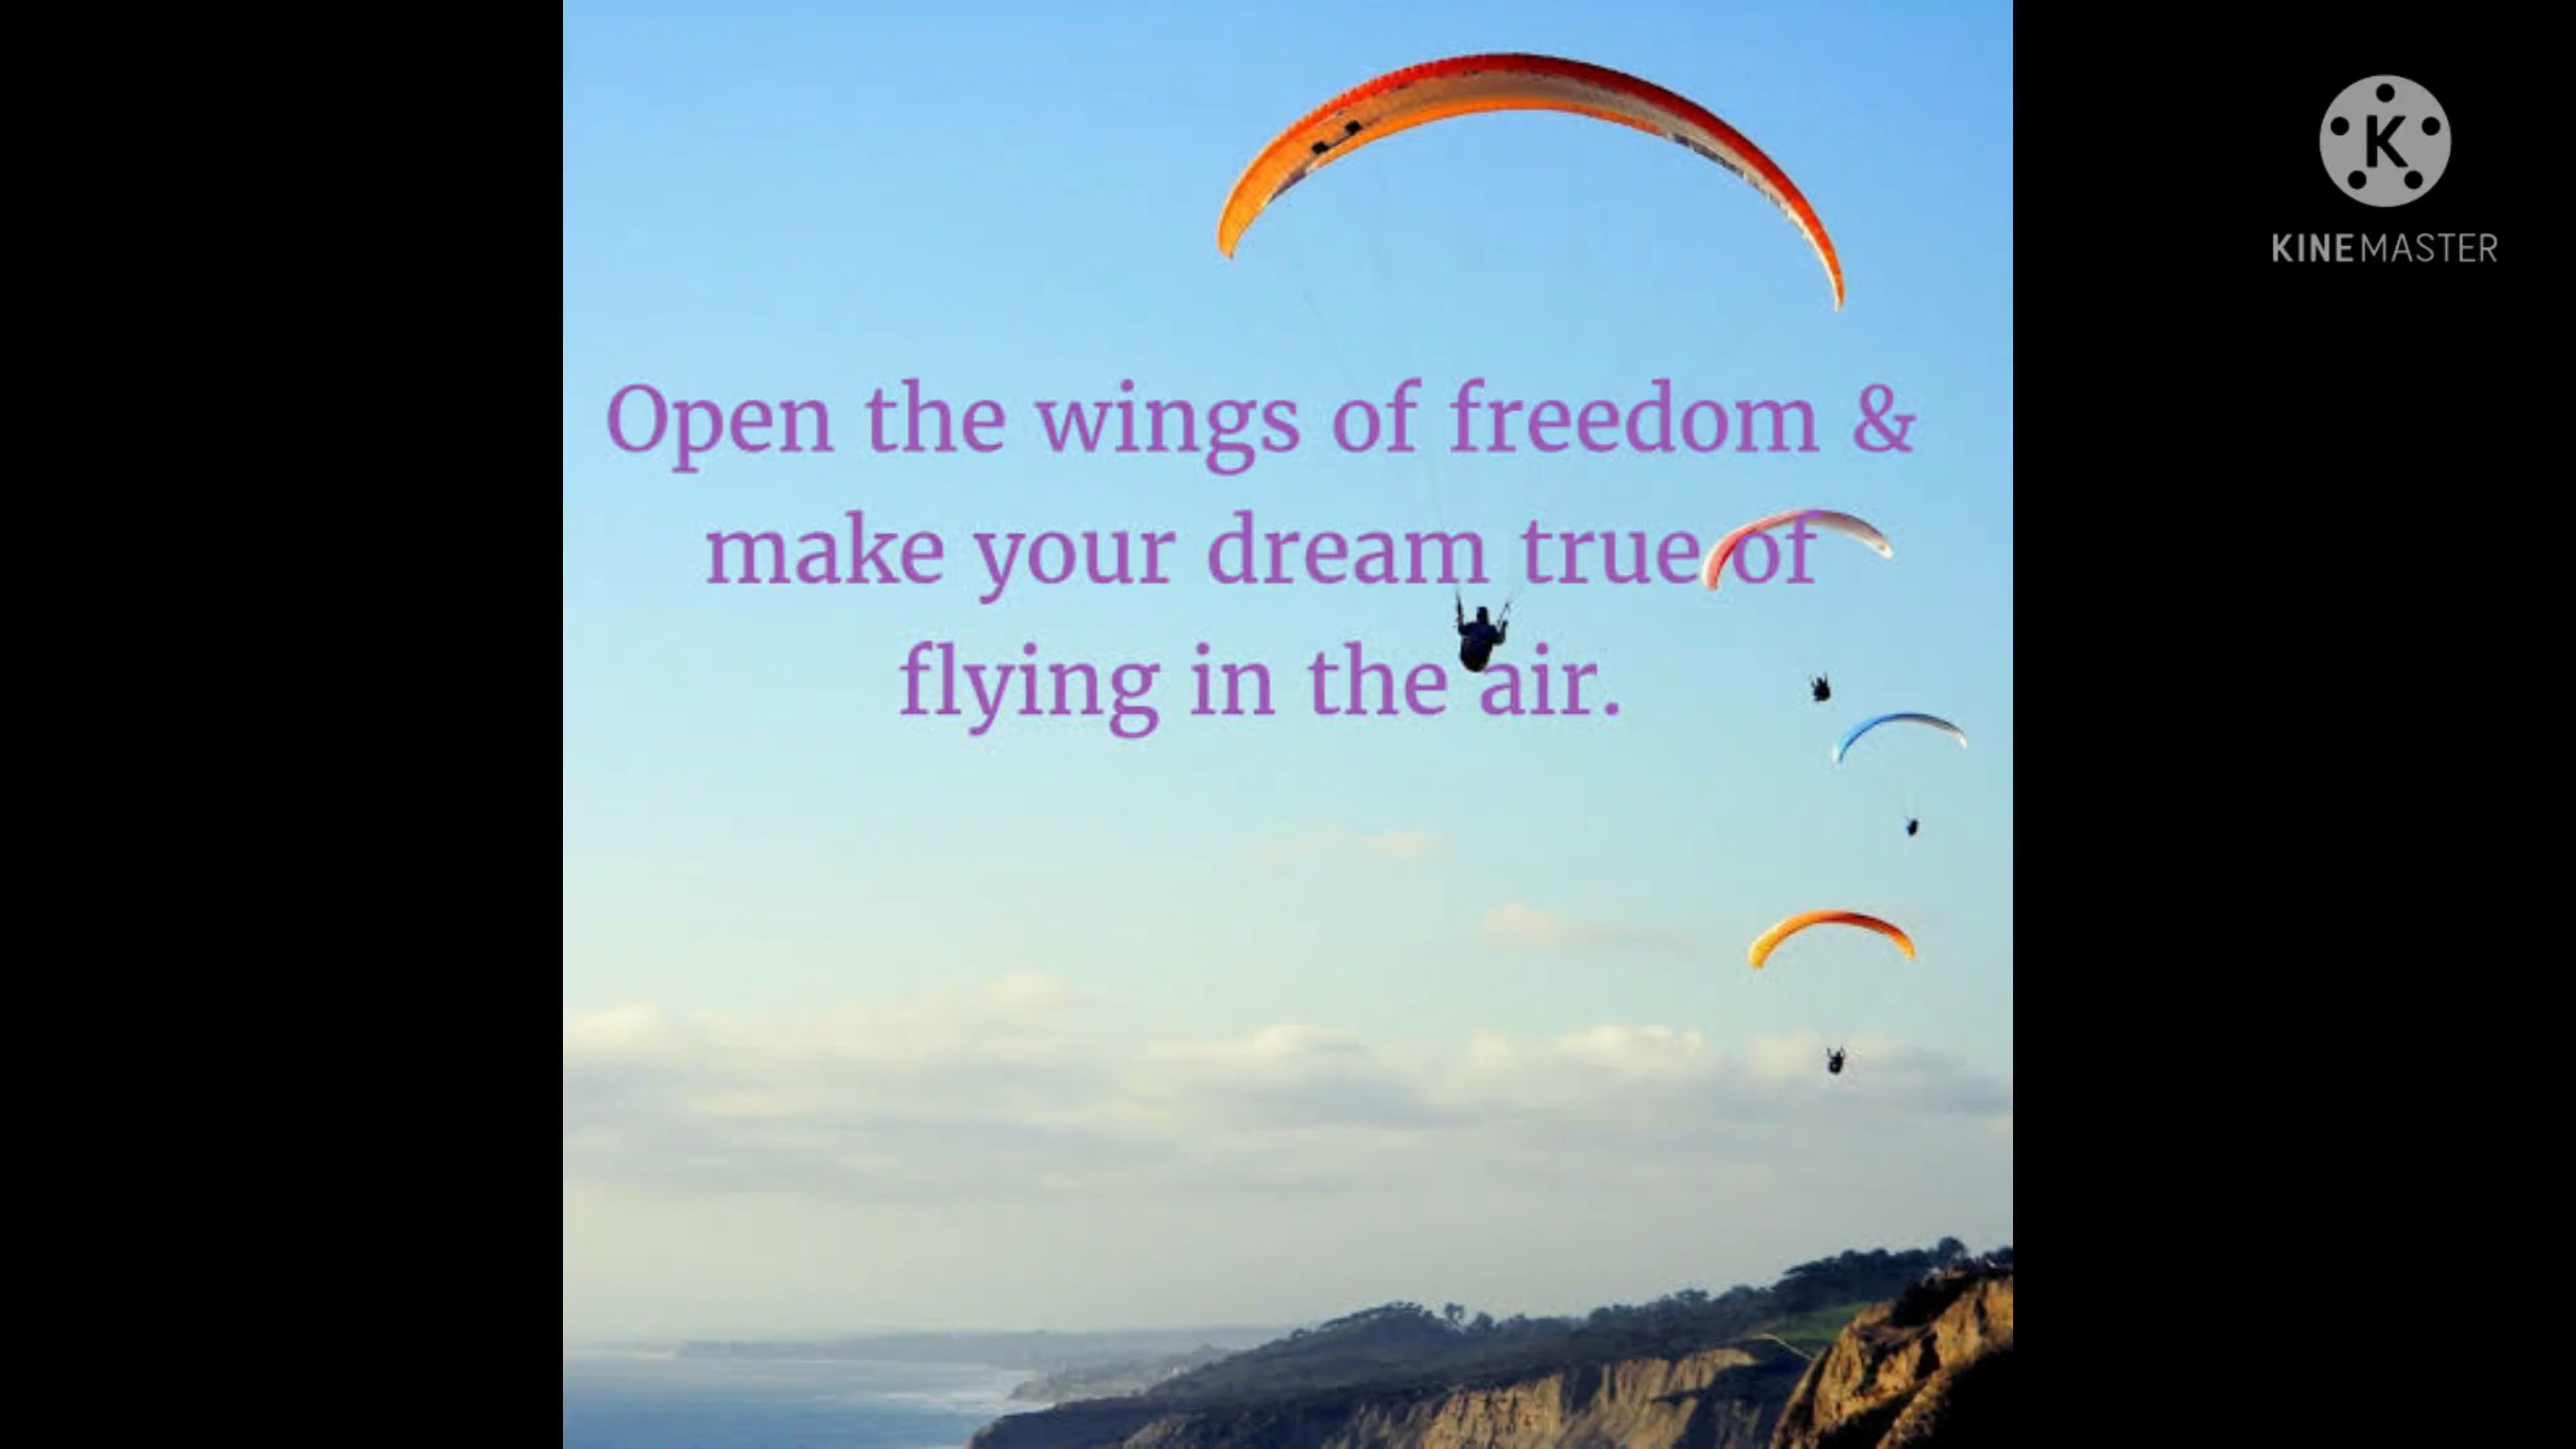 Open the wings of freedom &
make your dream true of
flying in the air.
K
KINEMASTER